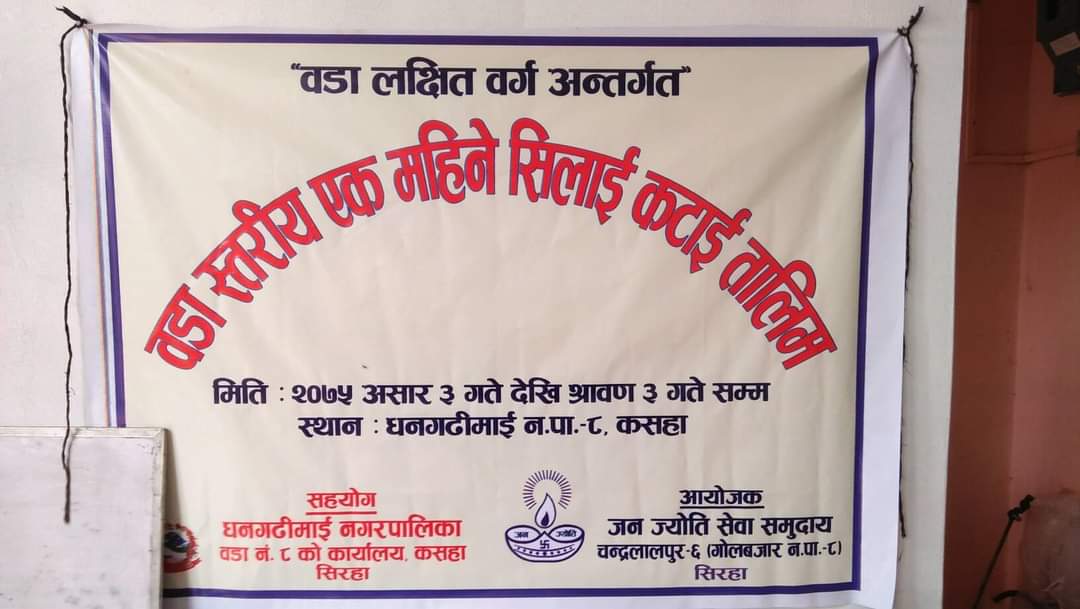 "वडा लक्षित वर्ग अन्तर्गत"
वडा स्तरीय एक महिने सिलाई कटाई तालिम
मिति : २०७५ असार ३ गते देखि श्रावण ३ गते सम्म
स्थान : धनगढीमाई न.पा.-८, कसहा
सहयोग
धनगढीमाई नगरपालिका
वडा नं. ८ को कार्यालय, कसहा
सिरहा
जन ज्योति
आयोजक
जन ज्योति सेवा समुदाय
चन्द्रलालपुर-६ (गोलबजार न.पा.-८)
सिरहा